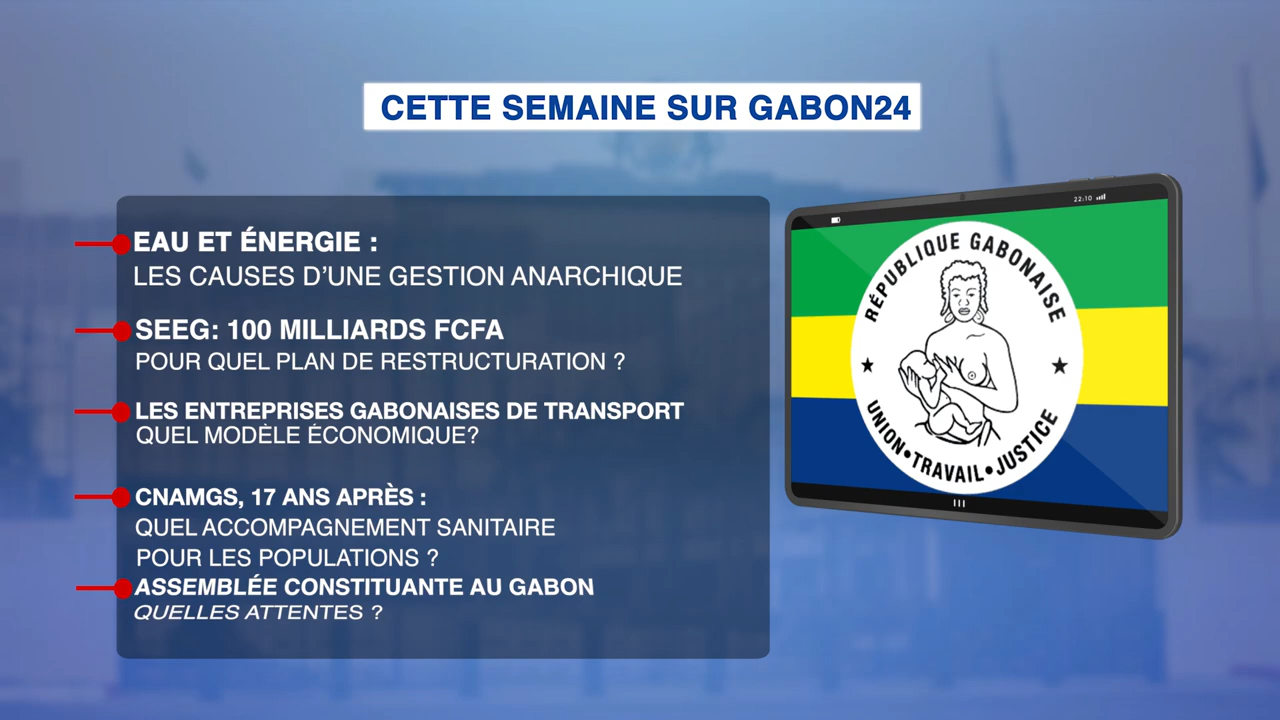 CETTE SEMAINE SUR GABON24
EAU ET ÉNERGIE :
LES CAUSES D'UNE GESTION ANARCHIQUE
SEEG: 100 MILLIARDS FCFA
POUR QUEL PLAN DE RESTRUCTURATION ?
LES ENTREPRISES GABONAISES DE TRANSPORT
QUEL MODÈLE ÉCONOMIQUE?
CNAMGS, 17 ANS APRÈS :
QUEL ACCOMPAGNEMENT SANITAIRE
POUR LES POPULATIONS ?
ASSEMBLÉE CONSTITUANTE AU GABON
QUELLES ATTENTES ?
22:10
RÉPUBLIQUE GABONAISE
UNION•TRAVAIL•JUSTICE